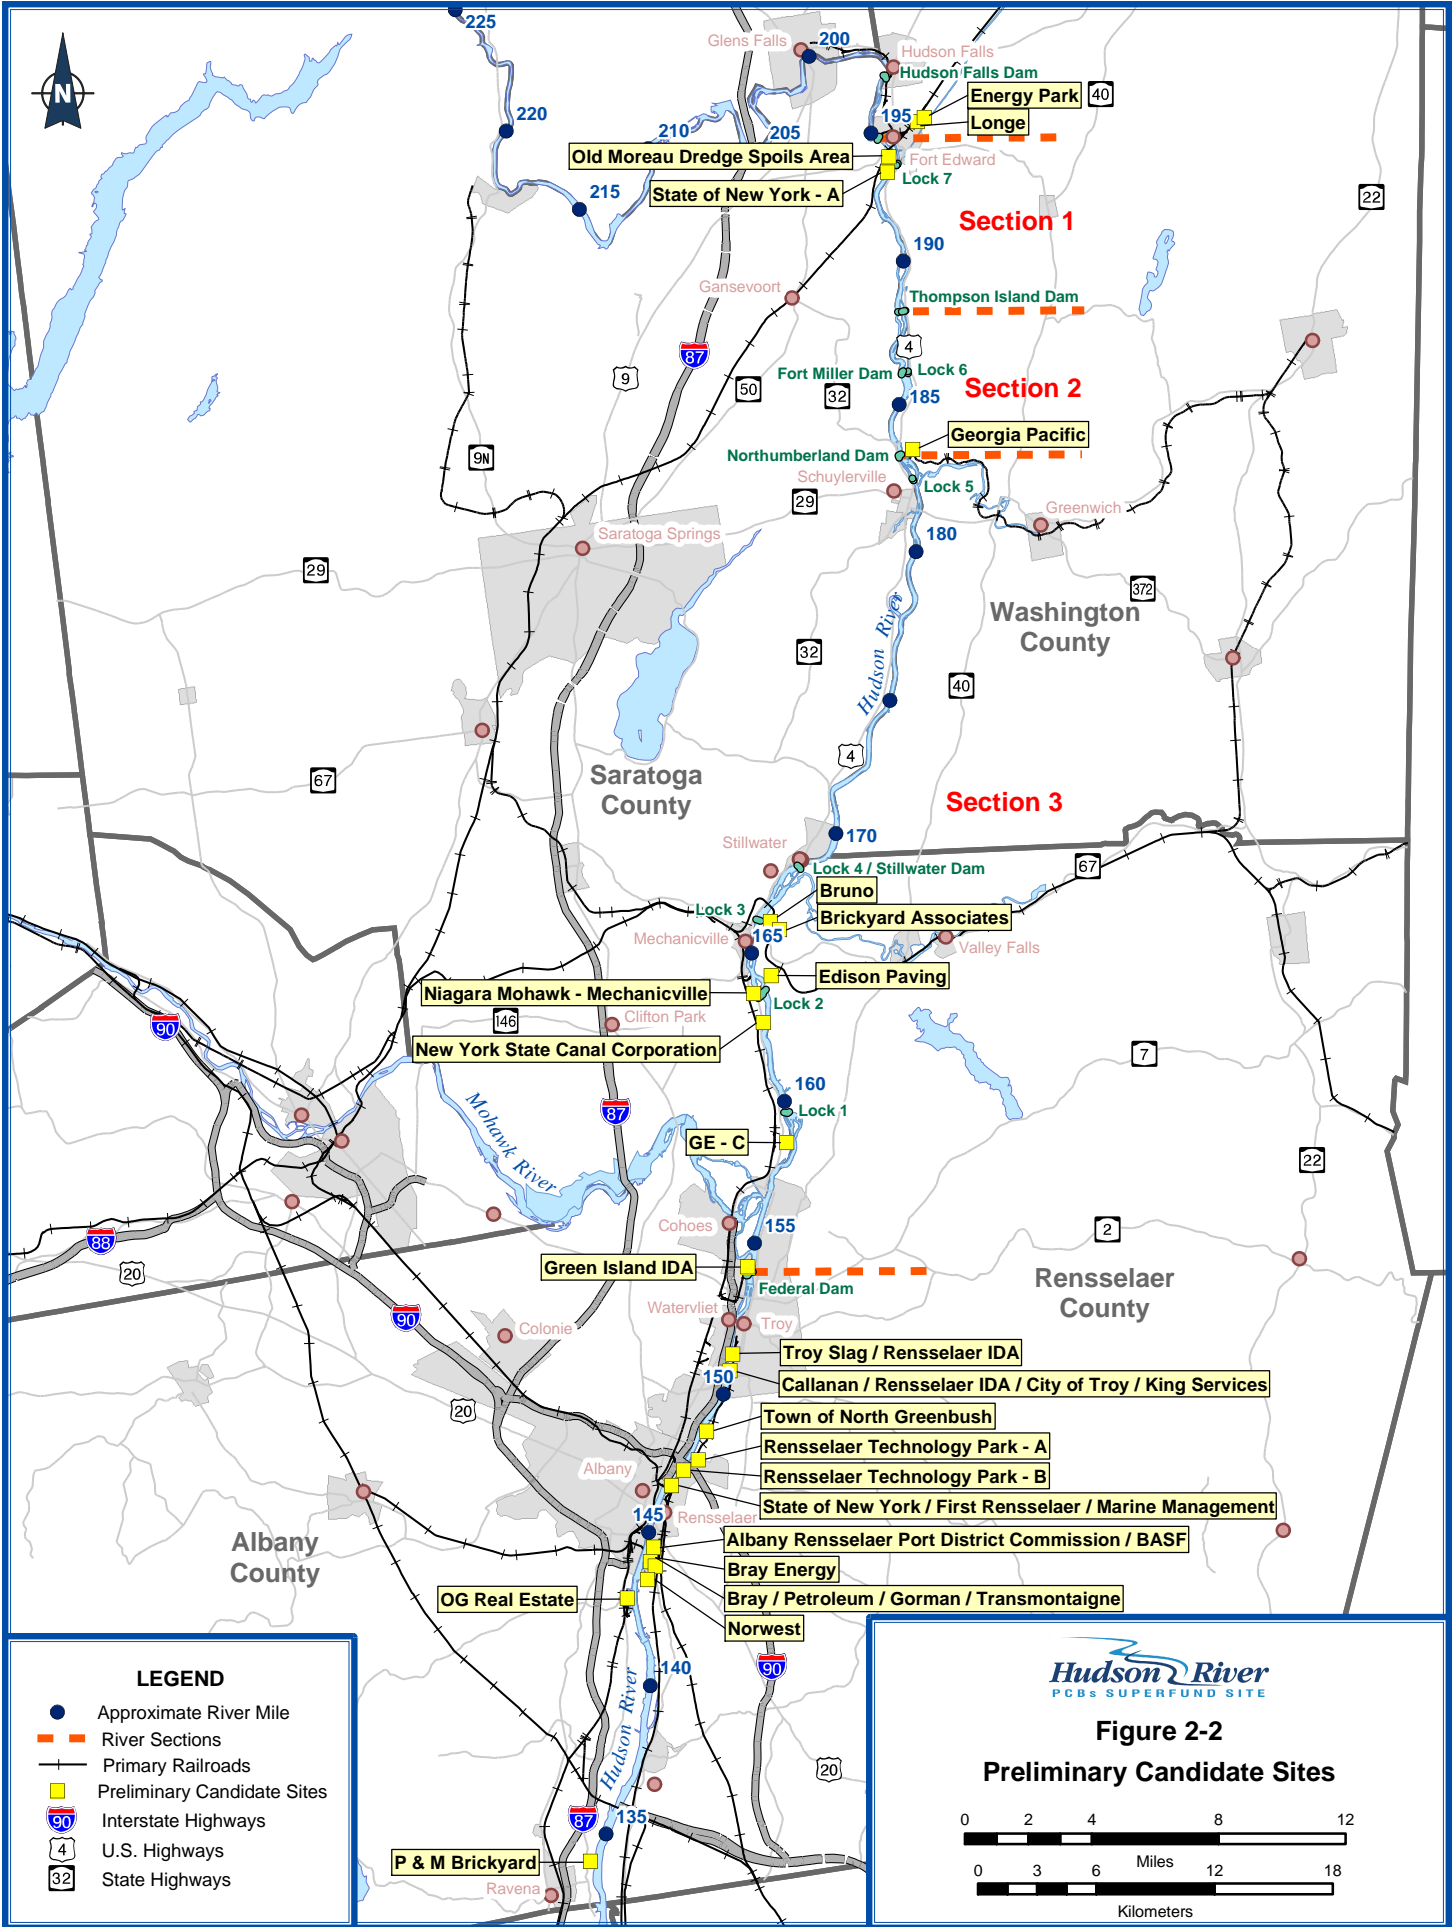 225
Glens Falls
200
Hudson Falls
Hudson Falls Dam
N
Energy Park
40
220
210
205
195
Longe
Old Moreau Dredge Spoils Area
Fort Edward
Lock 7
State of New York - A
215
22
Section 1
190
Gansevoort
Thompson Island Dam
87
4
9
50
32
Fort Miller Dam
Lock 6
Section 2
185
Georgia Pacific
9N
Northumberland Dam
Schuylerville
Lock 5
29
Greenwich
Saratoga Springs
180
29
372
Hudson River
Washington
County
32
40
4
Saratoga
County
67
Section 3
170
Stillwater
Lock 4 / Stillwater Dam
67
Bruno
Lock 3
Brickyard Associates
Mechanicville
165
Valley Falls
Edison Paving
Niagara Mohawk - Mechanicville
Lock 2
90
146
Clifton Park
New York State Canal Corporation
7
160
87
Lock 1
Mohawk River
GE - C
22
Cohoes
155
88
2
20
Green Island IDA
Federal Dam
Rensselaer
County
90
Watervliet
Troy
Colonie
Troy Slag / Rensselaer IDA
150
Callanan / Rensselaer IDA / City of Troy / King Services
20
Town of North Greenbush
Rensselaer Technology Park - A
Albany
Rensselaer Technology Park - B
State of New York / First Rensselaer / Marine Management
145
Rensselaer
Albany
County
Albany Rensselaer Port District Commission / BASF
Bray Energy
OG Real Estate
Bray / Petroleum / Gorman / Transmontaigne
Norwest
140
90
Hudson River
20
87
135
P & M Brickyard
Ravena
LEGEND
Approximate River Mile
River Sections
Primary Railroads
Preliminary Candidate Sites
90
Interstate Highways
4
U.S. Highways
32
State Highways
Hudson River
PCBs SUPERFUND SITE
Figure 2-2
Preliminary Candidate Sites
0 2 4 8 12
Miles
0 3 6 12 18
Kilometers